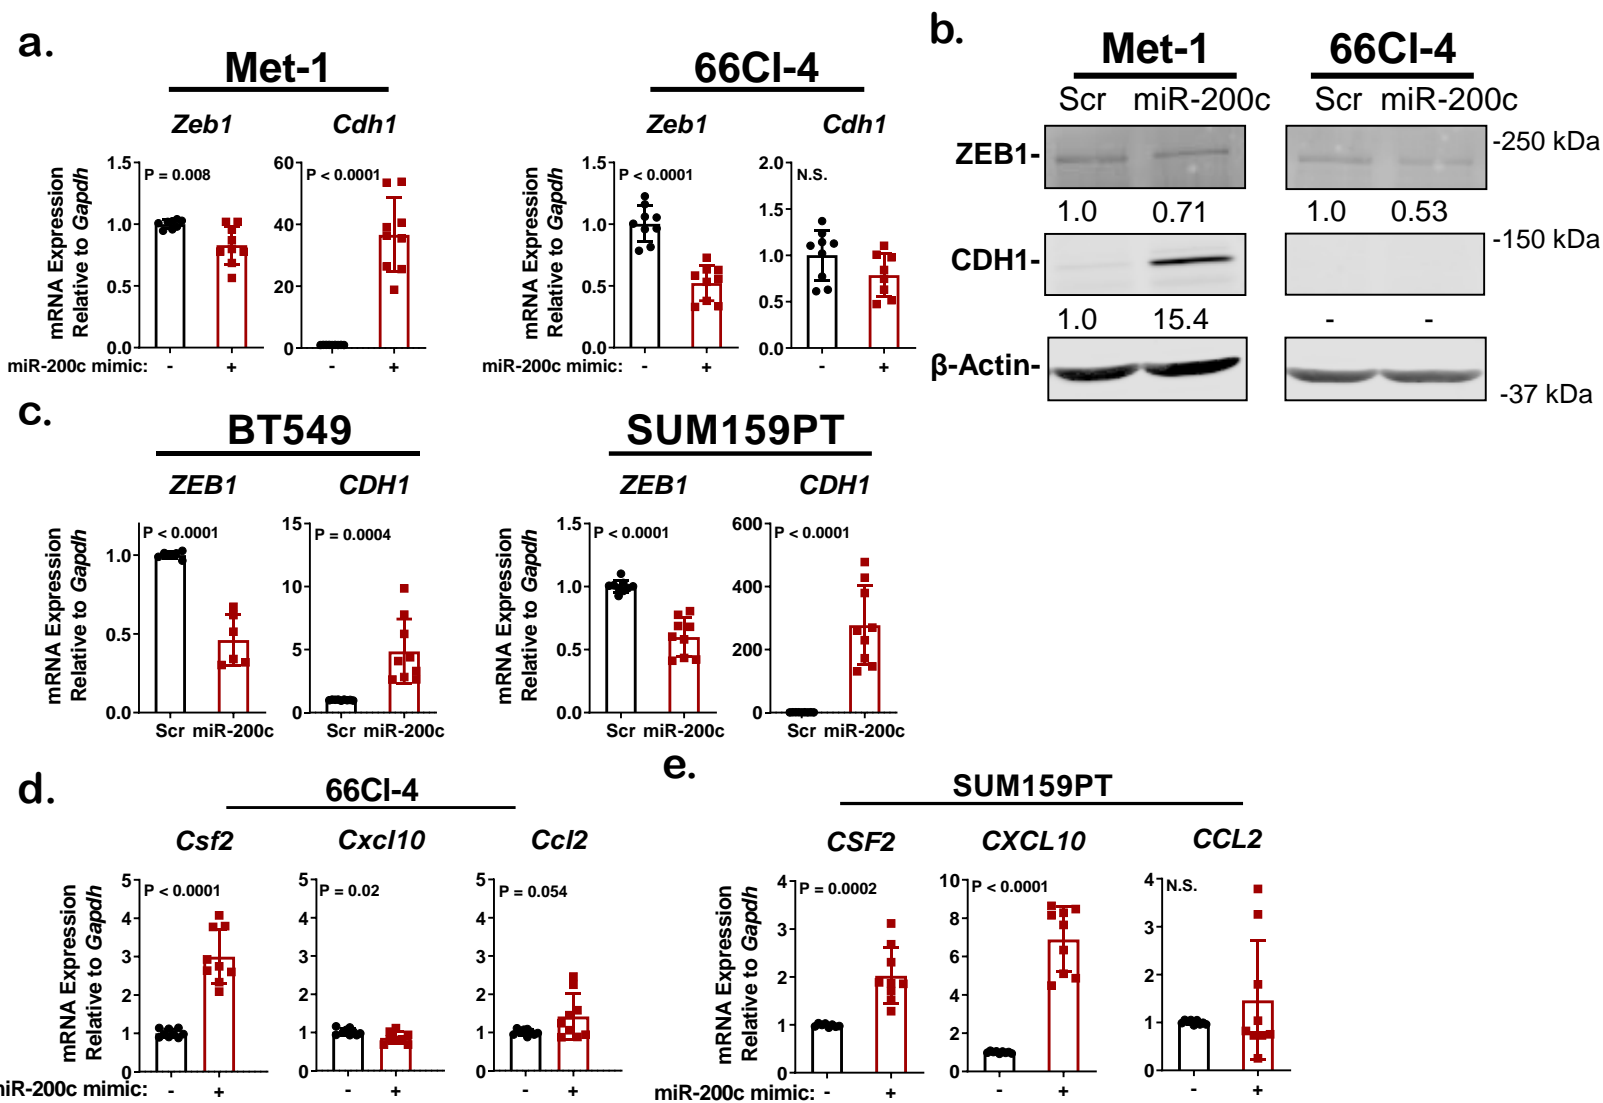 a.
Met-1
66Cl-4
Zeb1 Cdh1 Zeb1 Cdh1
mRNA Expression
Relative to Gapdh
1.5
1.0
0.5
0.0
P = 0.008
60
40
20
0
P < 0.0001
mRNA Expression
Relative to Gapdh
1.5
1.0
0.5
0.0
P < 0.0001
2.0
1.5
1.0
0.5
0.0
N.S.
miR-200c mimic: - + - +
miR-200c mimic: - + - +
b.
Met-1 66Cl-4
Scr miR-200c Scr miR-200c
ZEB1- -250 kDa
1.0 0.71 1.0 0.53
-150 kDa
CDH1-
1.0 15.4 - -
β-Actin-
-37 kDa
c.
BT549
SUM159PT
ZEB1 CDH1 ZEB1 CDH1
mRNA Expression
Relative to Gapdh
1.0
0.5
0.0
P < 0.0001
15
10
5
0
P = 0.0004
mRNA Expression
Relative to Gapdh
1.5
1.0
0.5
0.0
P < 0.0001
600
400
200
0
P < 0.0001
Scr miR-200c Scr miR-200c
Scr miR-200c Scr miR-200c
d.
66Cl-4
Csf2 Cxcl10 Ccl2
mRNA Expression
Relative to Gapdh
5
4
3
2
1
0
P < 0.0001
5
4
3
2
1
0
P = 0.02
5
4
3
2
1
0
P = 0.054
miR-200c mimic: - + - + - +
e.
SUM159PT
CSF2 CXCL10 CCL2
mRNA Expression
Relative to Gapdh
4
3
2
1
0
P = 0.0002
10
8
6
4
2
0
P < 0.0001
4
3
2
1
0
N.S.
miR-200c mimic: - + - + - +